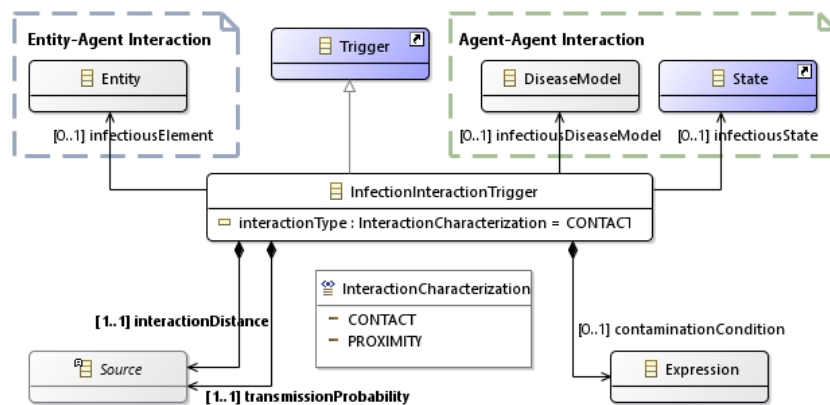 Entity-Agent Interaction
Trigger
Agent-Agent Interaction
Entity
DiseaseModel
State
[0..1] infectiousElement
[0..1] infectiousDiseaseModel
[0..1] infectiousState
InfectionInteractionTrigger
interactionType : InteractionCharacterization = CONTACT
InteractionCharacterization
[1..1] interactionDistance
CONTACT
[0..1] contaminationCondition
PROXIMITY
Source
Expression
[1..1] transmissionProbability